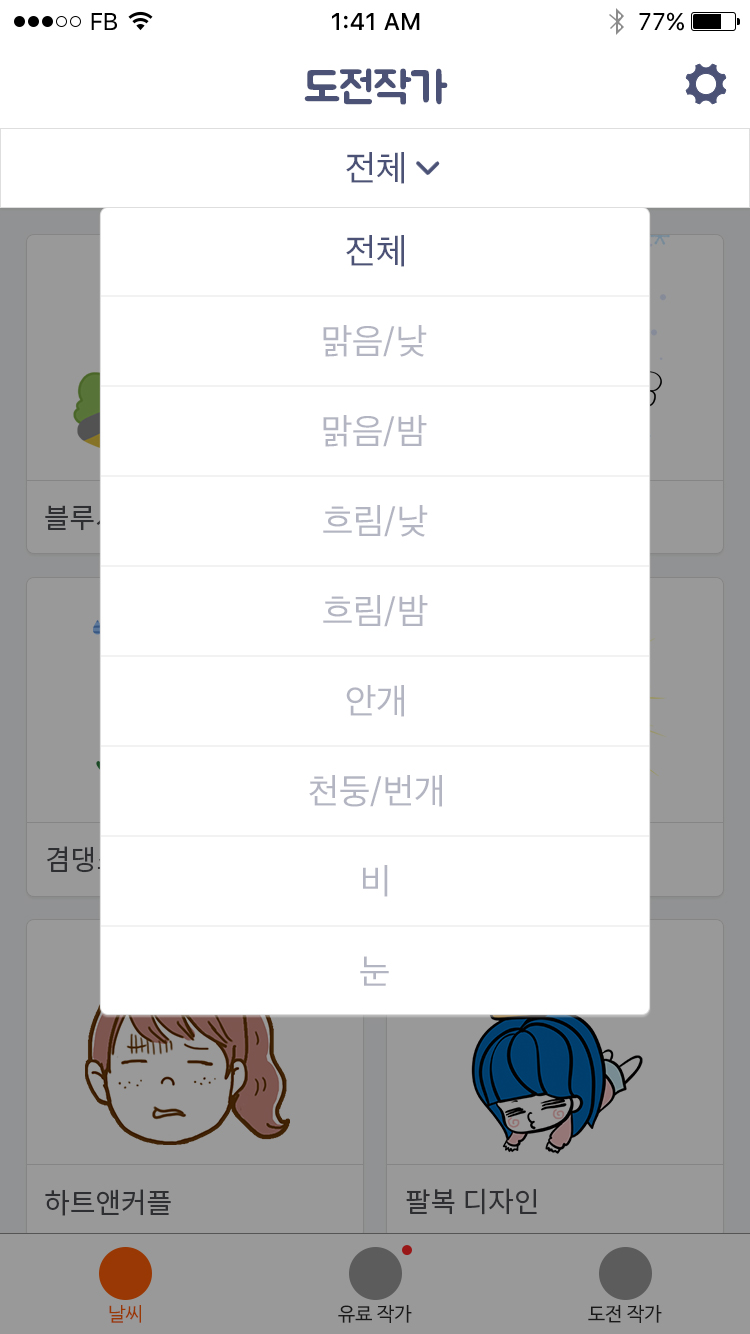 FB 1:41 AM 77%
도전작가
전체
전체
맑음/낮
맑음/밤
흐림/낮
흐림/밤
안개
천둥/번개
비
눈
블루
겸댕
하트앤커플
팔복 디자인
날씨
유료 작가
도전 작가